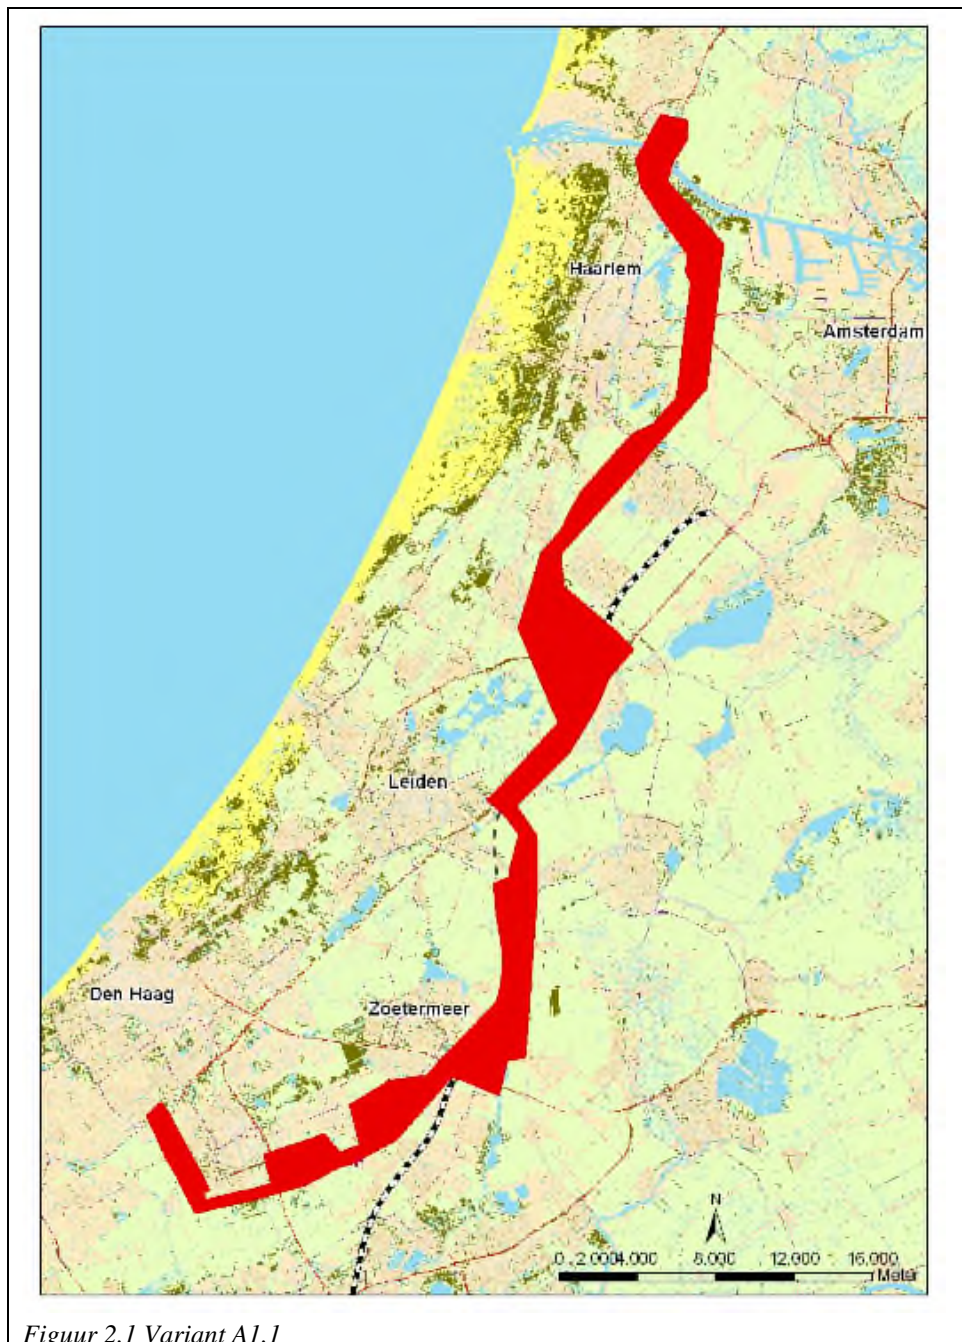 Haarlem
Amsterdam
Leiden
Den Haag
Zoetermeer
N
0 2.000 4.000 8.000 12.000 16.000
Meter
Figuur 2.1 Variant A1.1